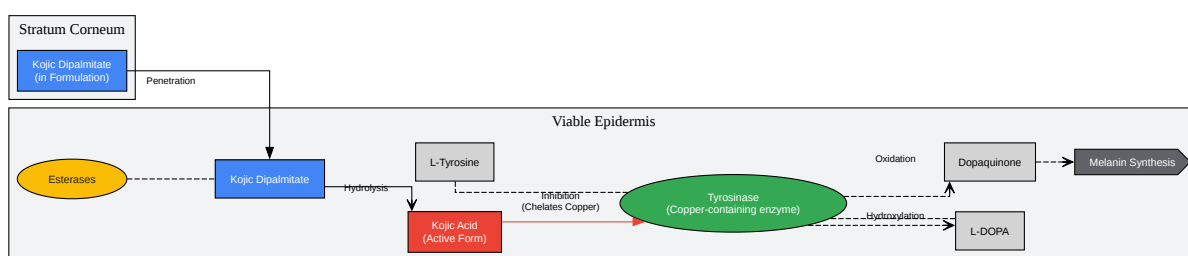 Stratum Corneum
Kojic Dipalmitate
(in Formulation)
Penetration
Viable Epidermis
Esterases
Kojic Dipalmitate
Hydrolysis
L-Tyrosine
Kojic Acid
(Active Form)
Inhibition
(Chelates Copper)
Tyrosinase
(Copper-containing enzyme)
Oxidation
Hydroxylation
Dopaquinone
L-DOPA
Melanin Synthesis